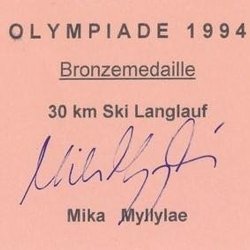 OLYMPIADE 1994
Bronzemedaille
30 km Ski Langlauf
Mika Myllylae